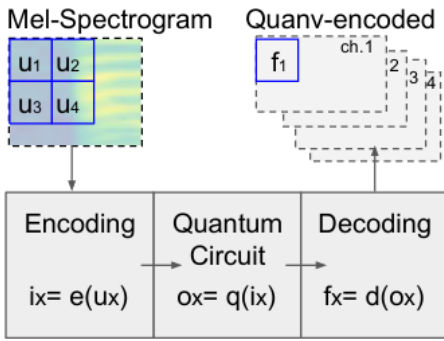 Mel-Spectrogram
Quanv-encoded
u1 u2
u3 u4
f1
ch.1
2
3
4
Encoding
ix= e(ux)
Quantum
Circuit
ox= q(ix)
Decoding
fx= d(ox)